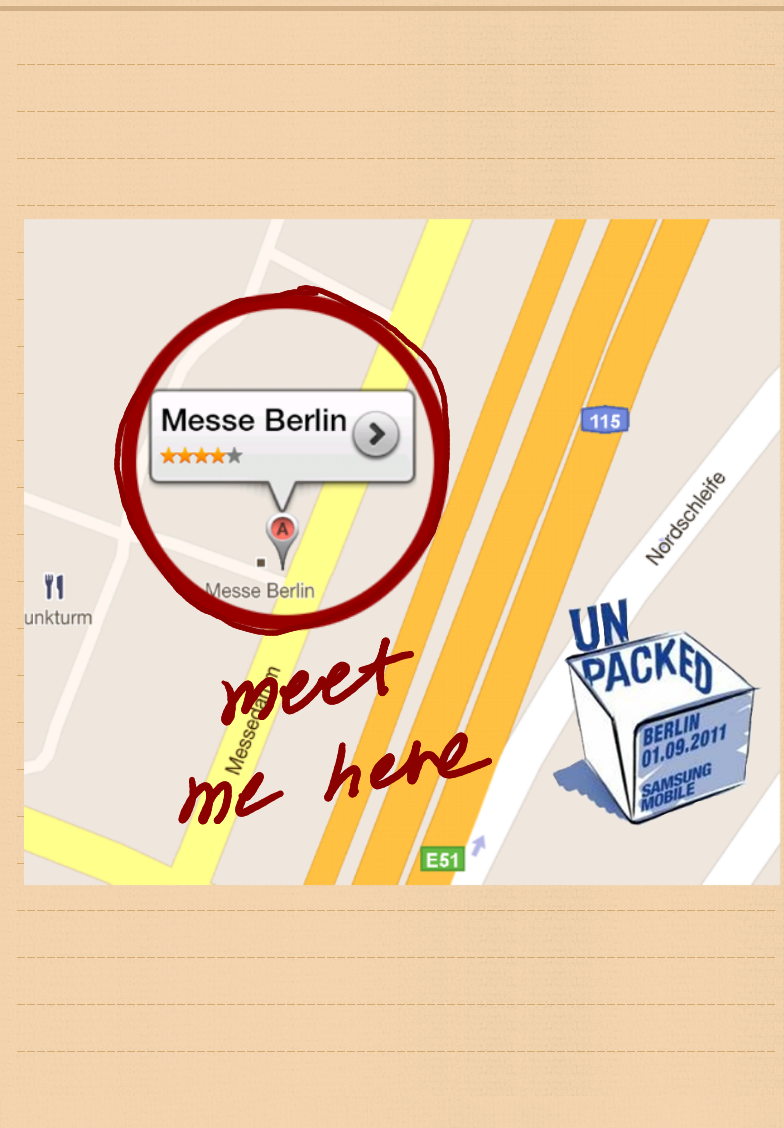 Messe Berlin
A
Messe Berlin
115
Nordschleife
unkturm
meet
me here
UN
PACKED
BERLIN
01.09.2011
SAMSUNG
MOBILE
E51